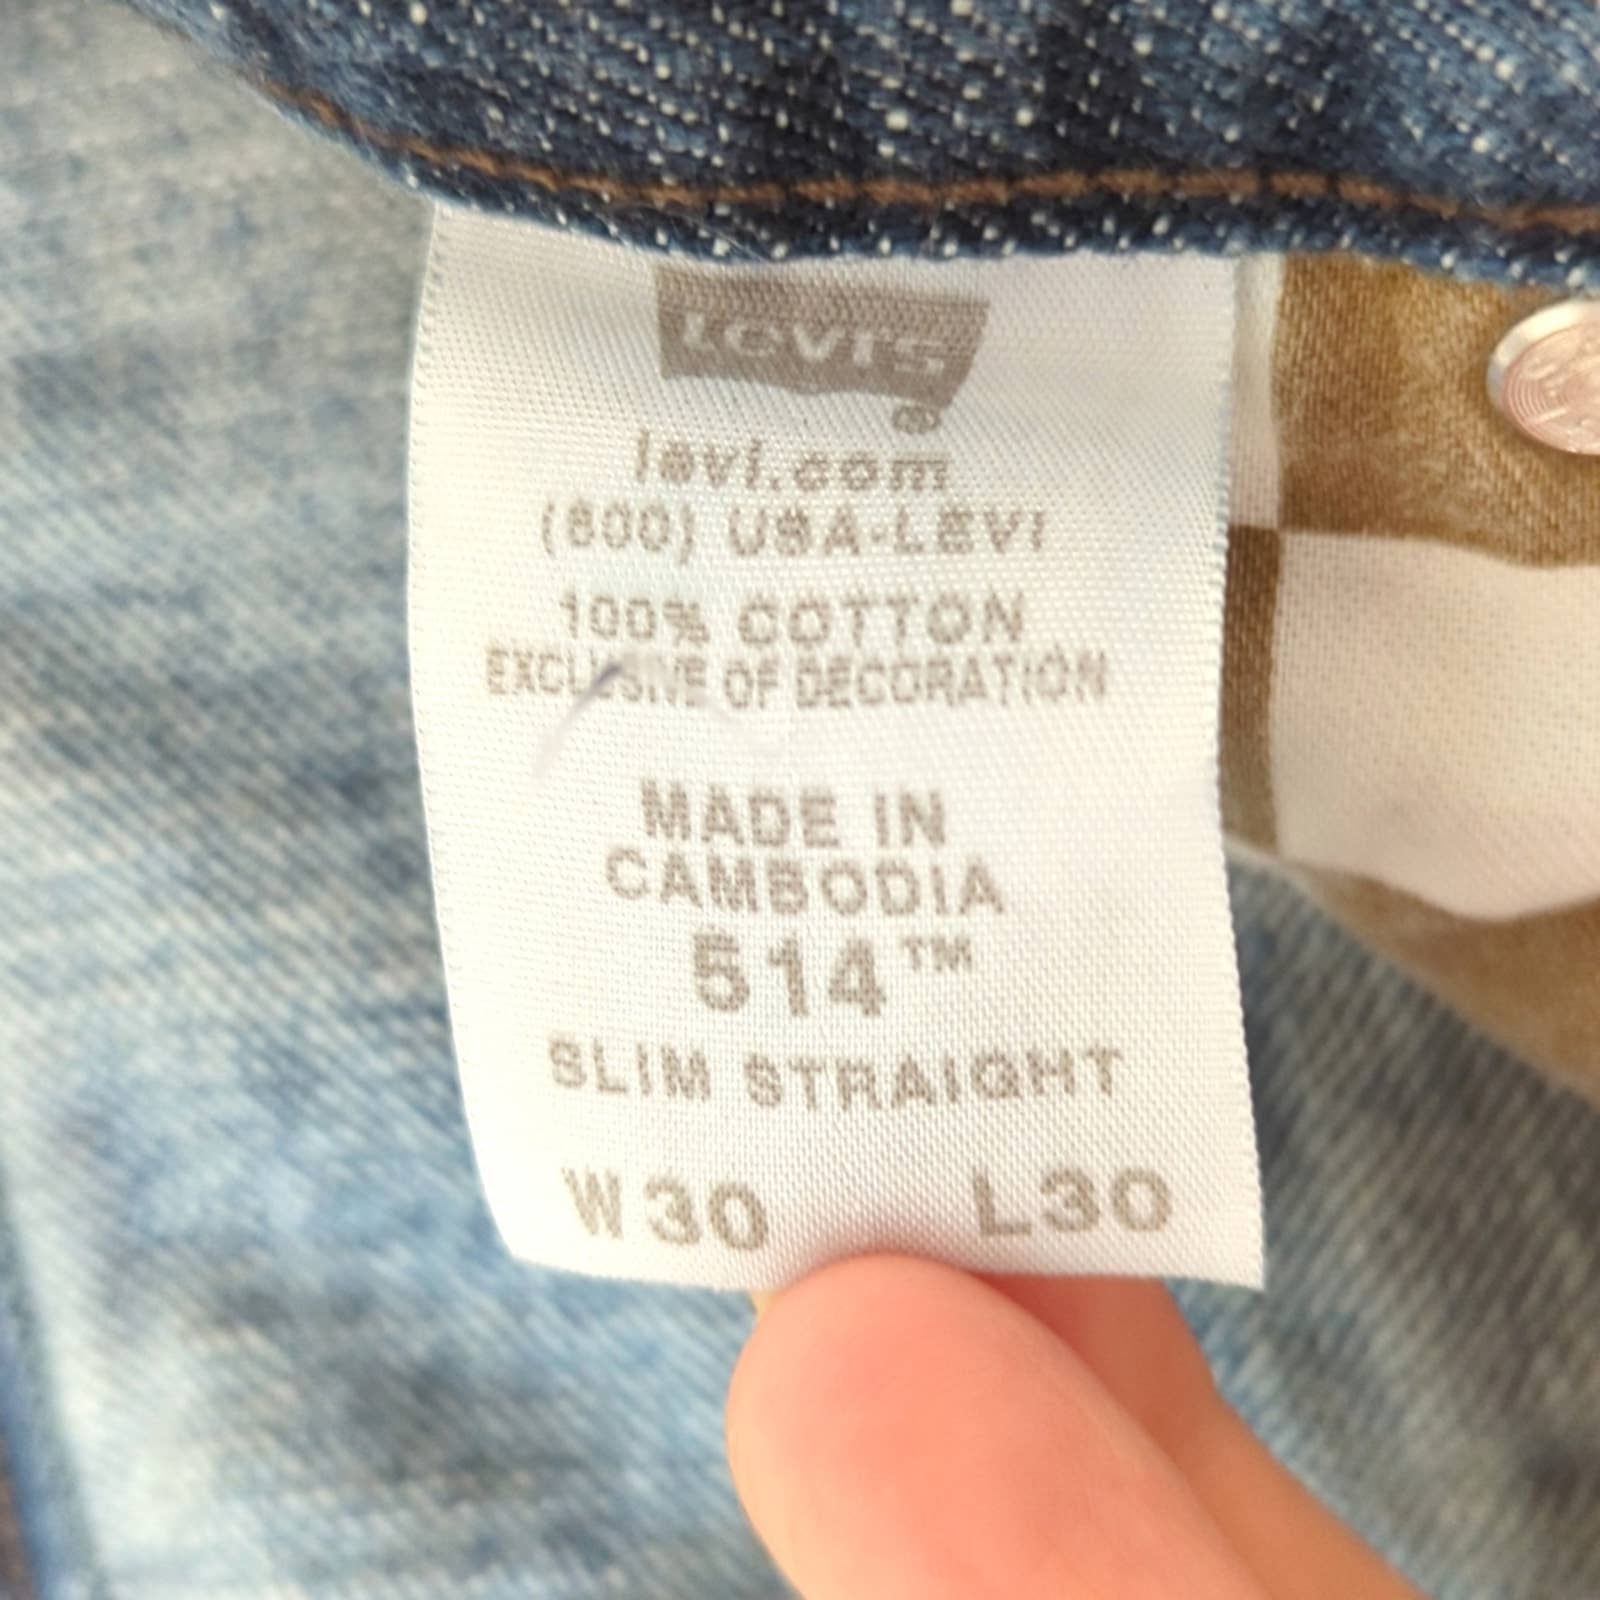 LEVI'S
®
levi.com
(800) USA-LEVI
100% COTTON
EXCLUSIVE OF DECORATION
MADE IN
CAMBODIA
514™
SLIM STRAIGHT
W30 L30